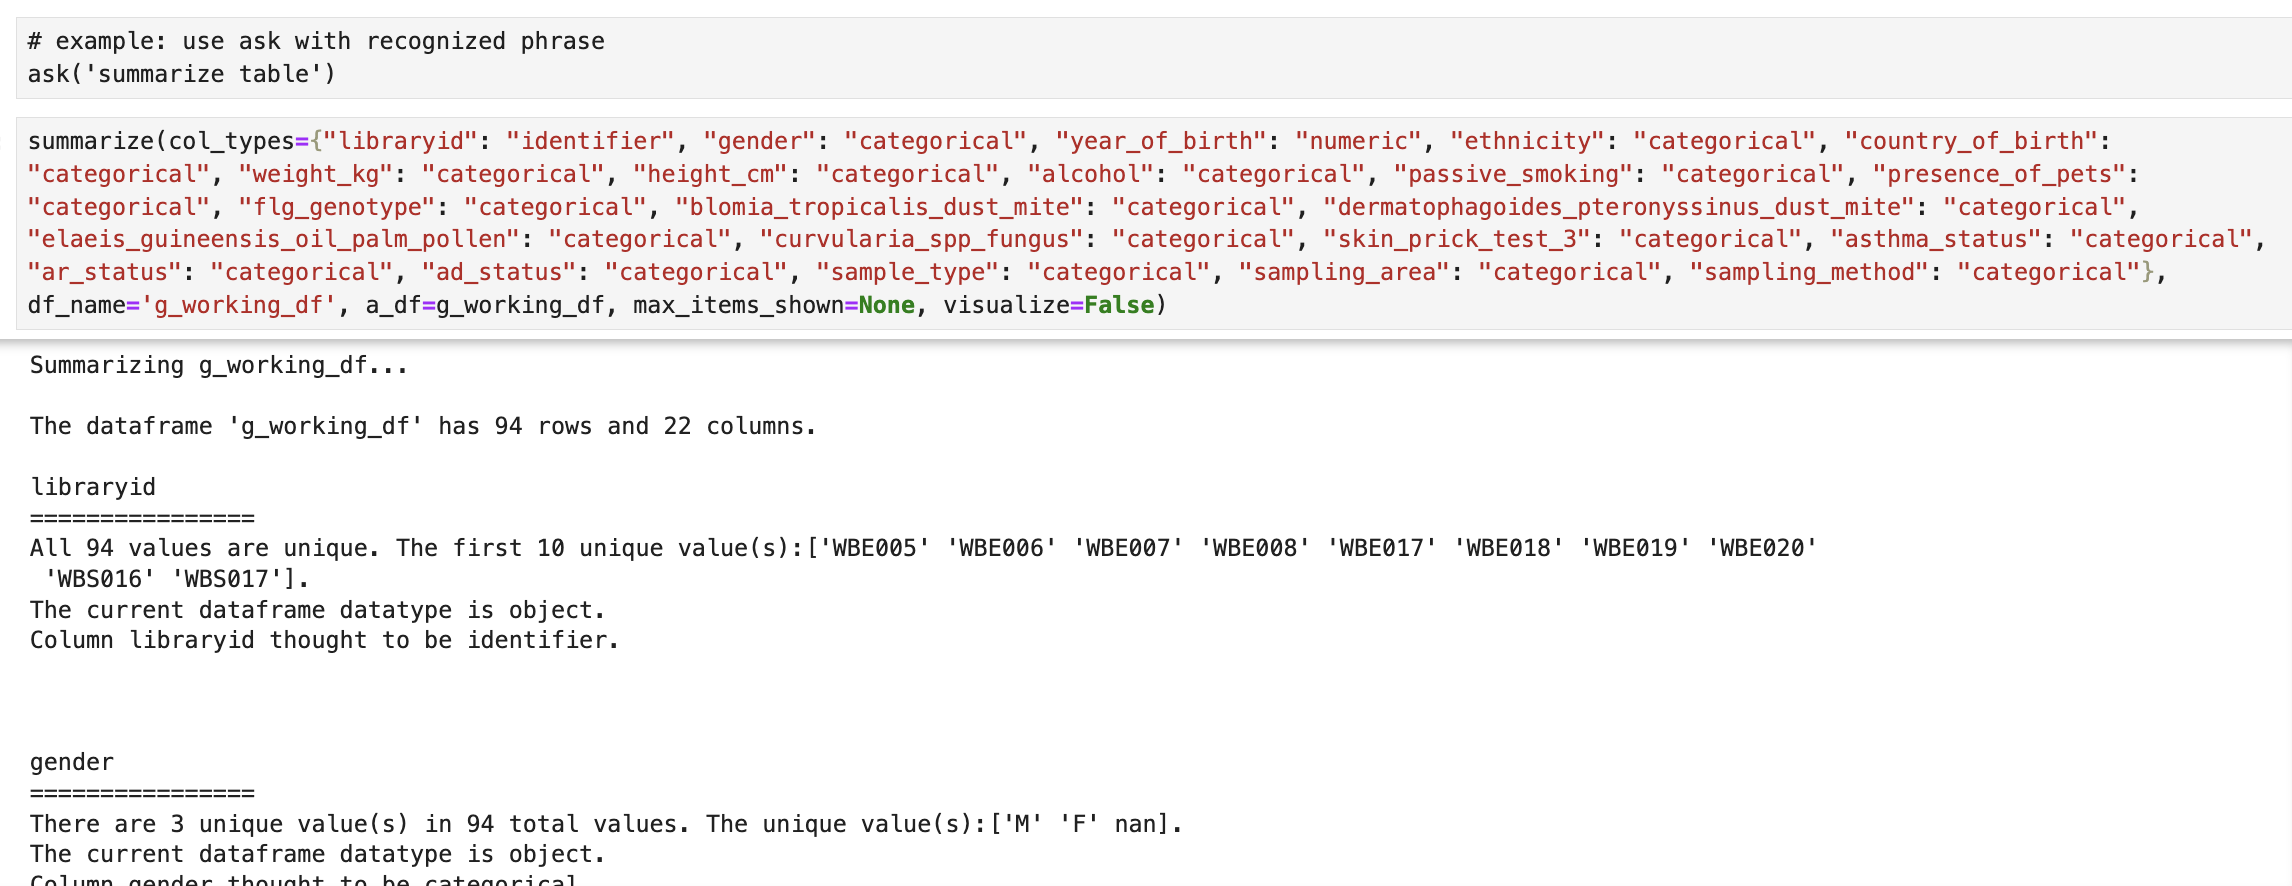 # example: use ask with recognized phrase
ask('summarize table')
summarize(col_types={"libraryid": "identifier", "gender": "categorical", "year_of_birth": "numeric", "ethnicity": "categorical", "country_of_birth":
"categorical", "weight_kg": "categorical", "height_cm": "categorical", "alcohol": "categorical", "passive_smoking": "categorical", "presence_of_pets":
"categorical", "flg_genotype": "categorical", "blomia_tropicalis_dust_mite": "categorical", "dermatophagoides_pteronyssinus_dust_mite": "categorical",
"elaeis_guineensis_oil_palm_pollen": "categorical", "curvularia_spp_fungus": "categorical", "skin_prick_test_3": "categorical", "asthma_status": "categorical",
"ar_status": "categorical", "ad_status": "categorical", "sample_type": "categorical", "sampling_area": "categorical", "sampling_method": "categorical"},
df_name='g_working_df', a_df=g_working_df, max_items_shown=None, visualize=False)
Summarizing g_working_df...
The dataframe 'g_working_df' has 94 rows and 22 columns.
libraryid
================
All 94 values are unique. The first 10 unique value(s):['WBE005' 'WBE006' 'WBE007' 'WBE008' 'WBE017' 'WBE018' 'WBE019' 'WBE020'
'WBS016' 'WBS017'].
The current dataframe datatype is object.
Column libraryid thought to be identifier.
gender
================
There are 3 unique value(s) in 94 total values. The unique value(s):['M' 'F' nan].
The current dataframe datatype is object.
Column gender thought to be categorical